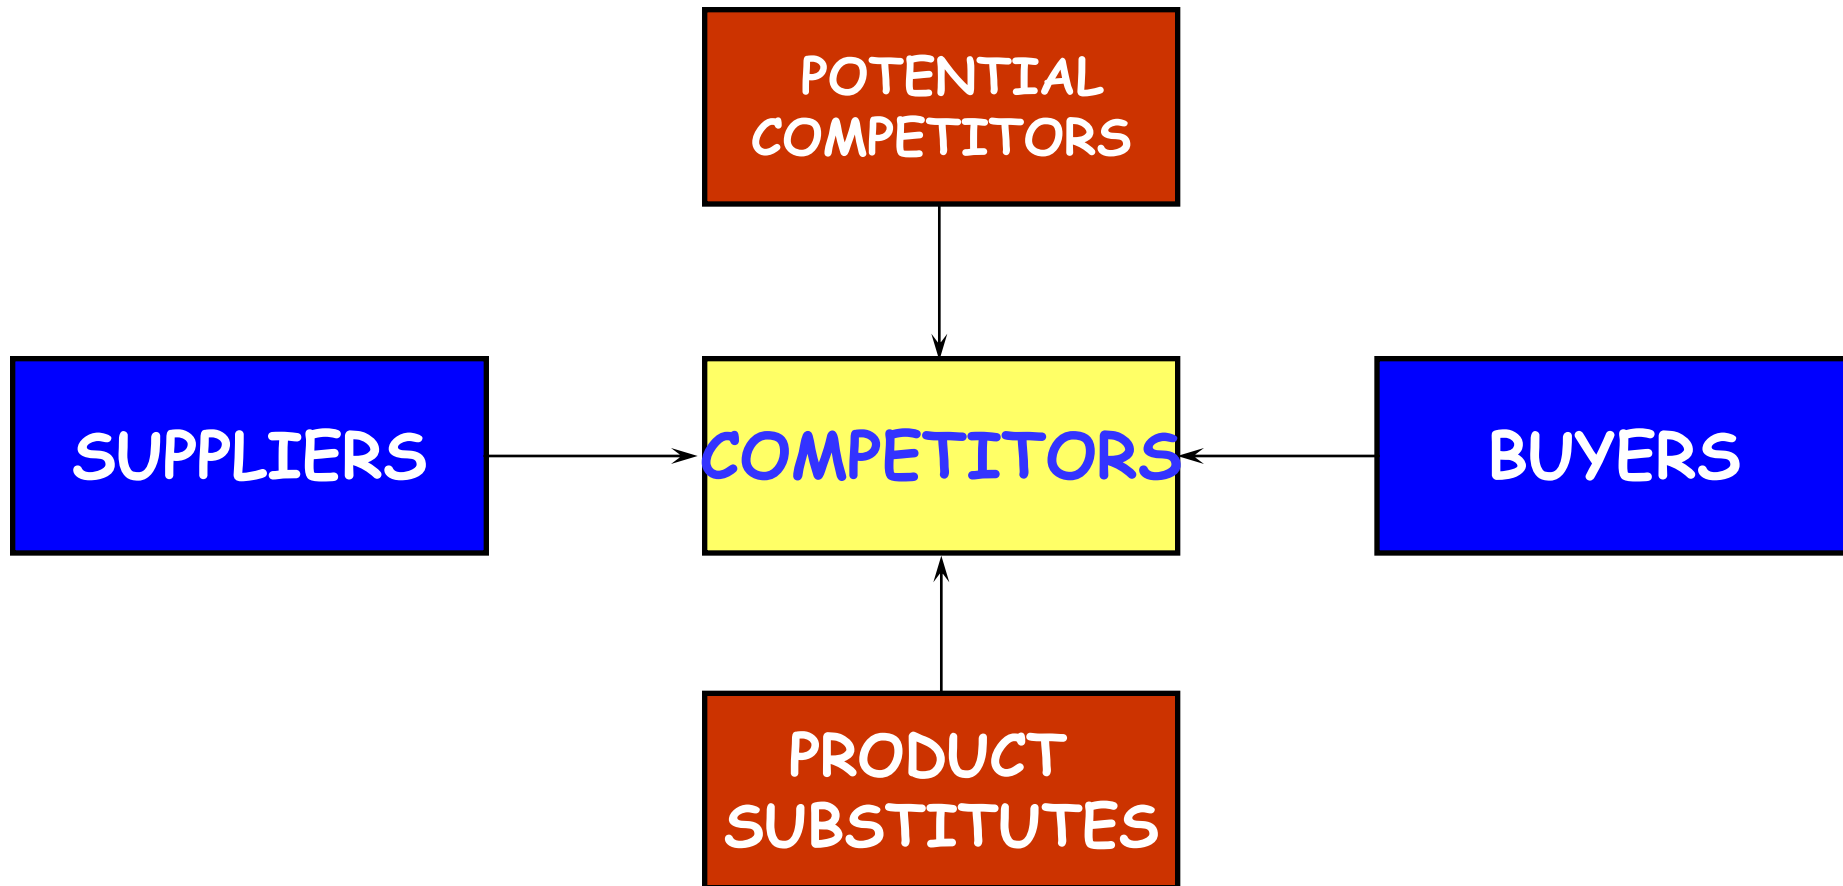 POTENTIAL
COMPETITORS
SUPPLIERS
COMPETITORS
BUYERS
PRODUCT
SUBSTITUTES